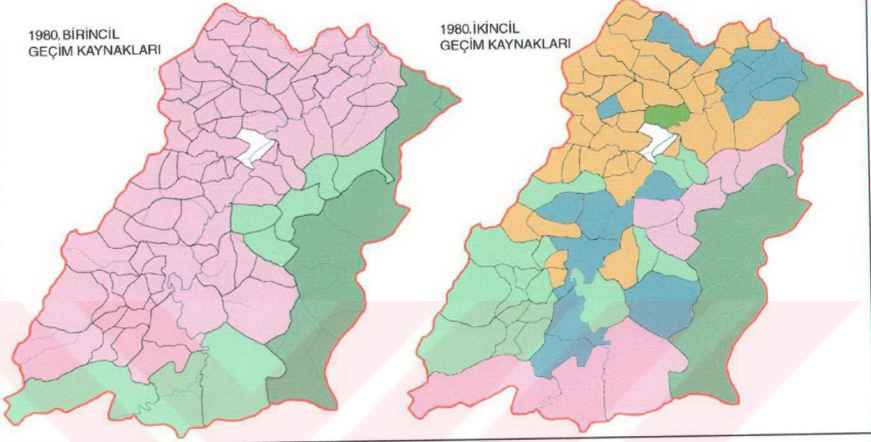 1980, BİRİNCİL
GEÇİM KAYNAKLARI
1980, İKİNCİL
GEÇİM KAYNAKLARI